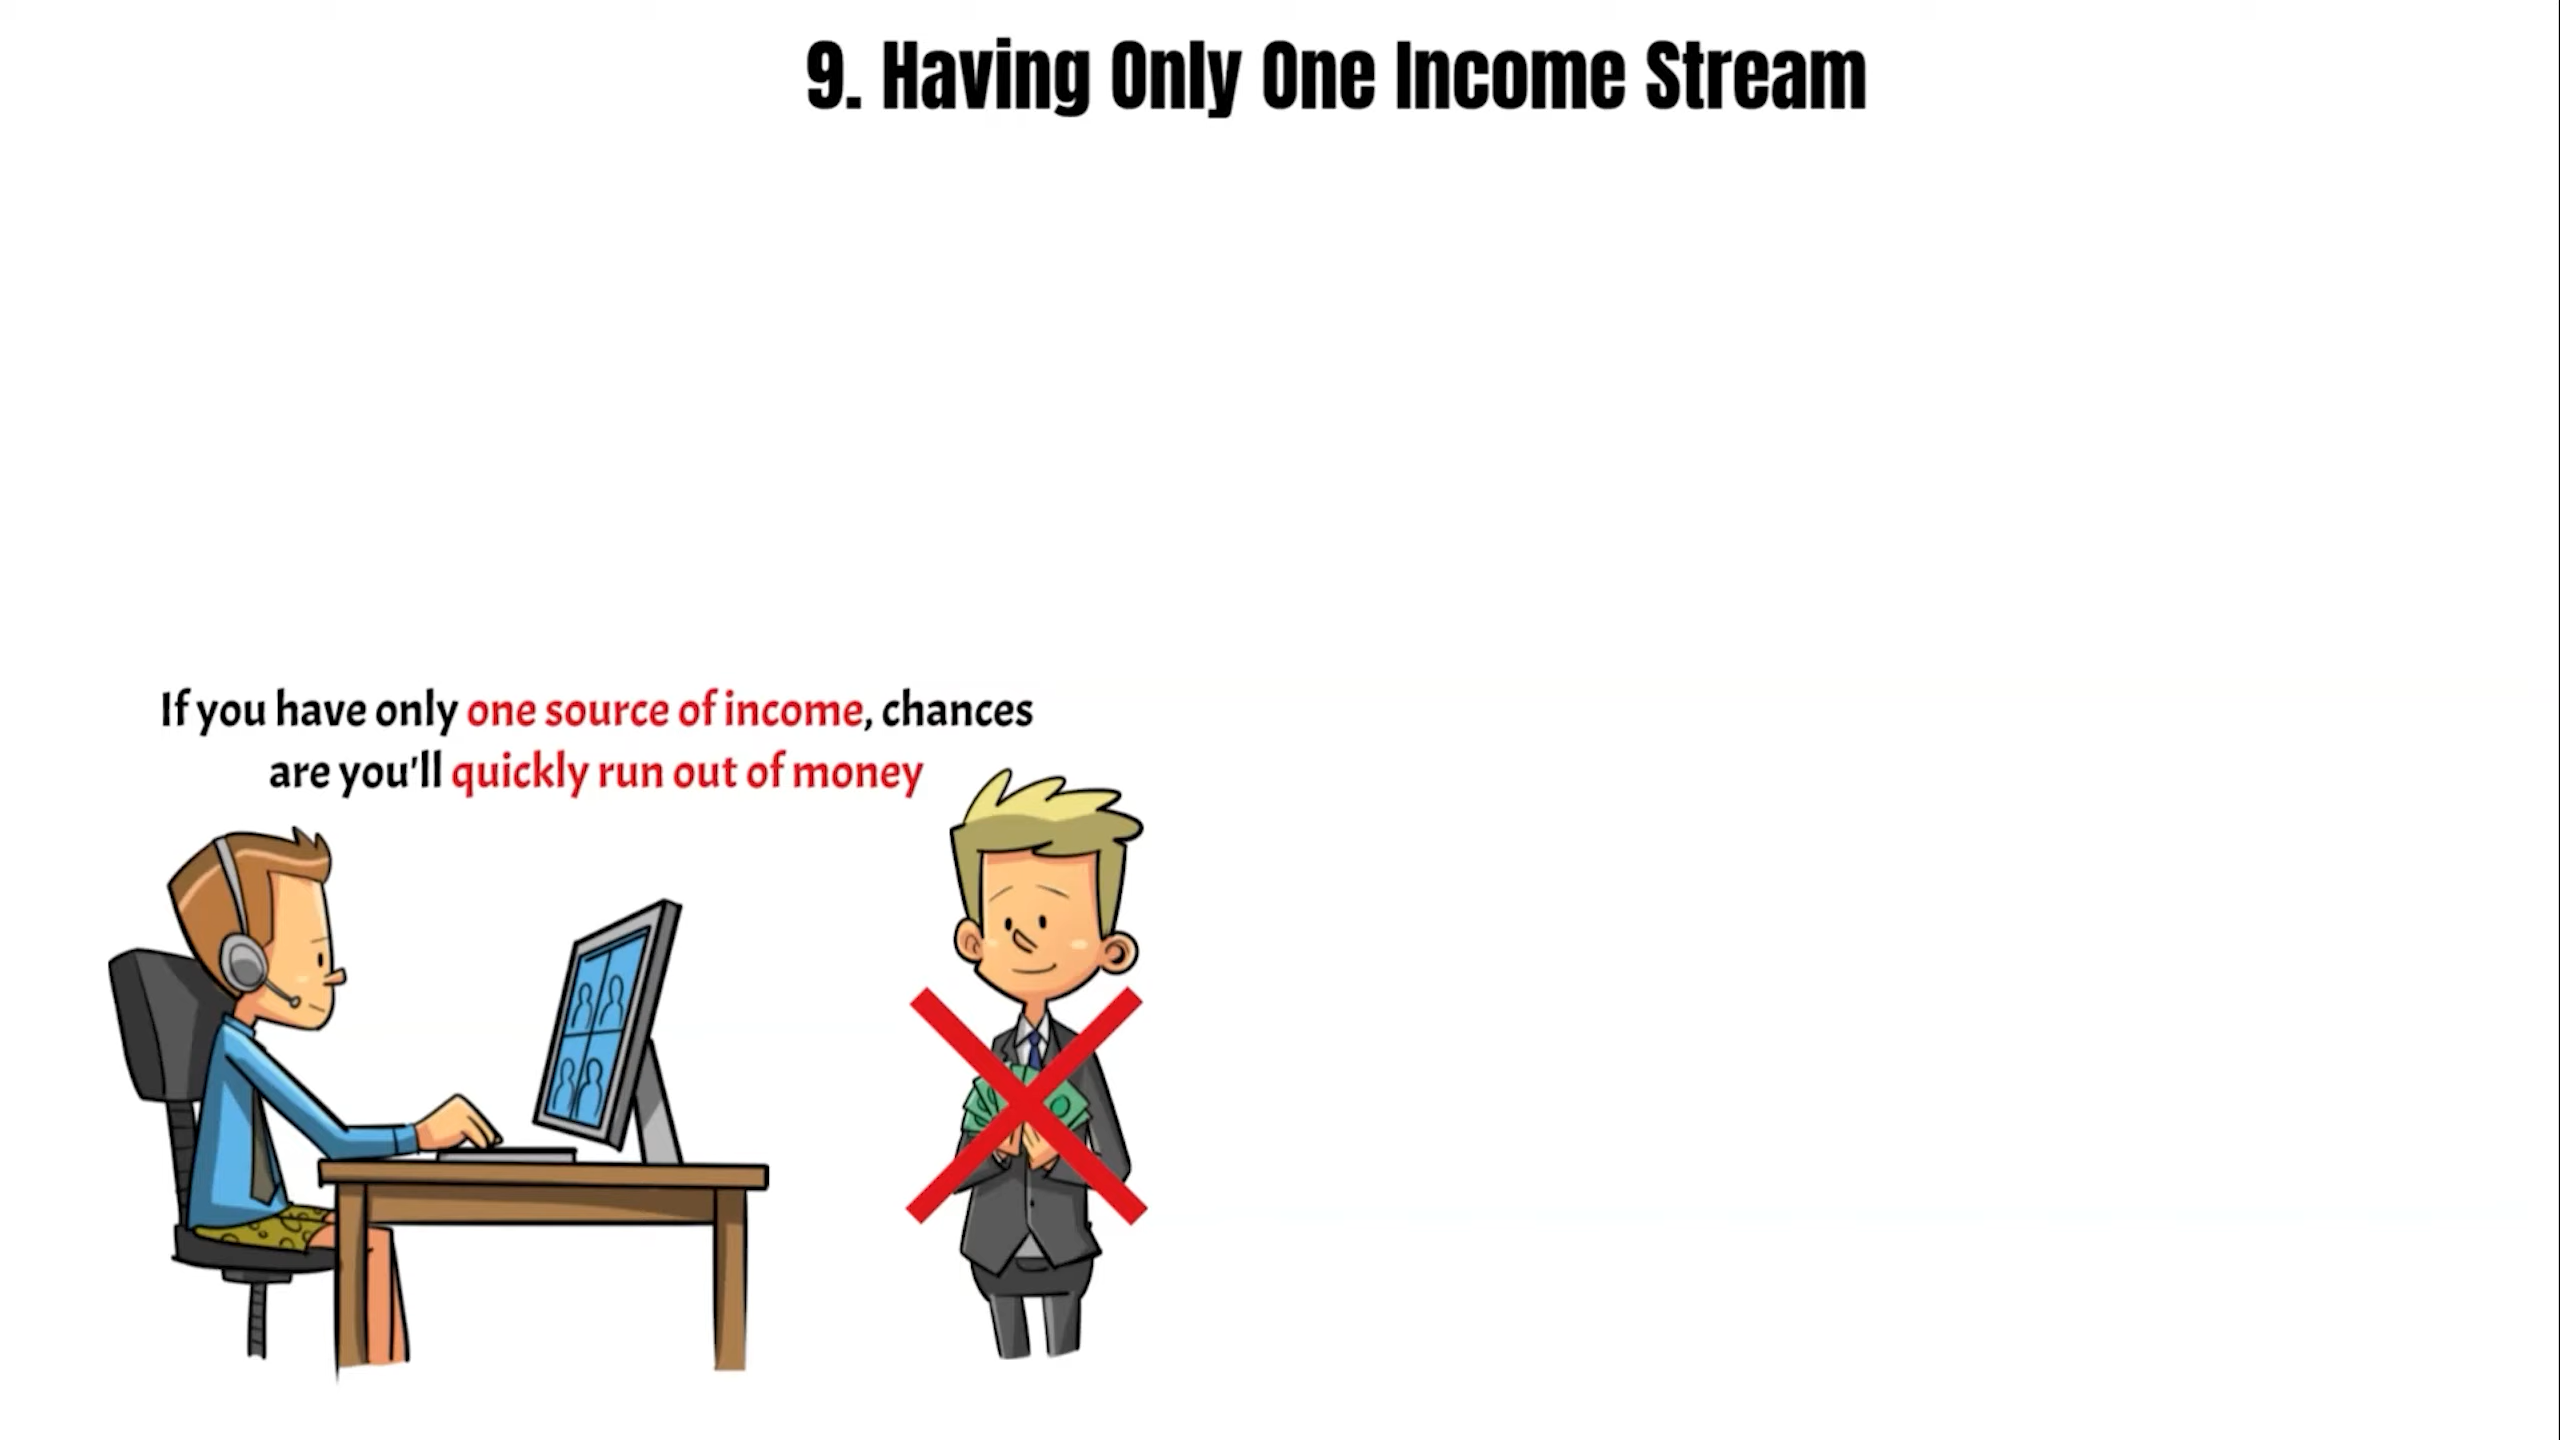 9. Having Only One Income Stream
If you have only one source of income, chances
are you'll quickly run out of money